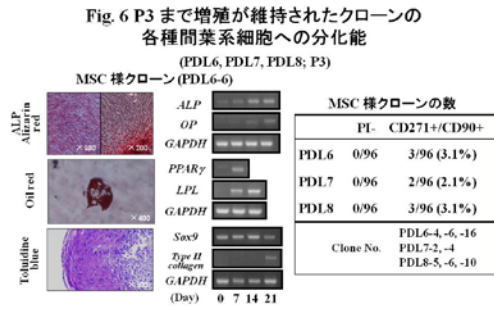 Fig. 6 P3 まで増殖が維持されたクローンの
各種間葉系細胞への分化能
(PDL6, PDL7, PDL8; P3)
MSC 様クローン (PDL6-6)
ALP
Alizarin
red
×300
ALP
OP
GAPDH
Oil red
×400
PPARγ
LPL
GAPDH
Toluidine
blue
Sox9
Type II
collagen
GAPDH
(Day) 0 7 14 21
MSC 様クローンの数
PI- CD271+/CD90+
PDL6 0/96 3/96 (3.1%)
PDL7 0/96 2/96 (2.1%)
PDL8 0/96 3/96 (3.1%)
Clone No.
PDL6-4, -6, -16
PDL7-2, -4
PDL8-5, -6, -10